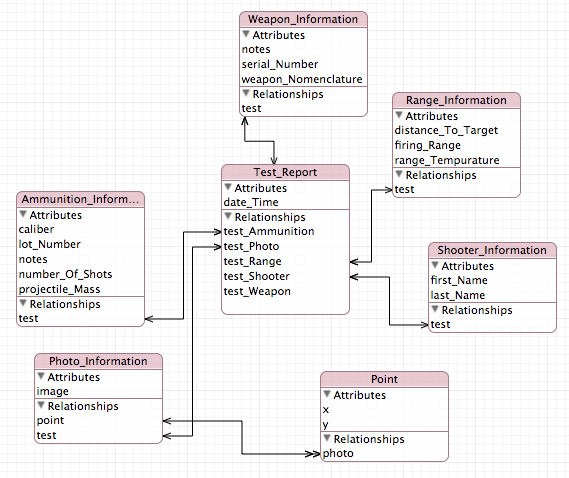 Weapon_Information
Attributes
notes
serial_Number
weapon_Nomenclature
Relationships
test
Range_Information
Attributes
distance_To_Target
firing_Range
range_Tempurature
Relationships
test
Test_Report
Attributes
date_Time
Relationships
test_Ammunition
test_Photo
test_Range
test_Shooter
test_Weapon
Ammunition_Inform...
Attributes
caliber
lot_Number
notes
number_Of_Shots
projectile_Mass
Relationships
test
Shooter_Information
Attributes
first_Name
last_Name
Relationships
test
Photo_Information
Attributes
image
Relationships
point
test
Point
Attributes
x
y
Relationships
photo